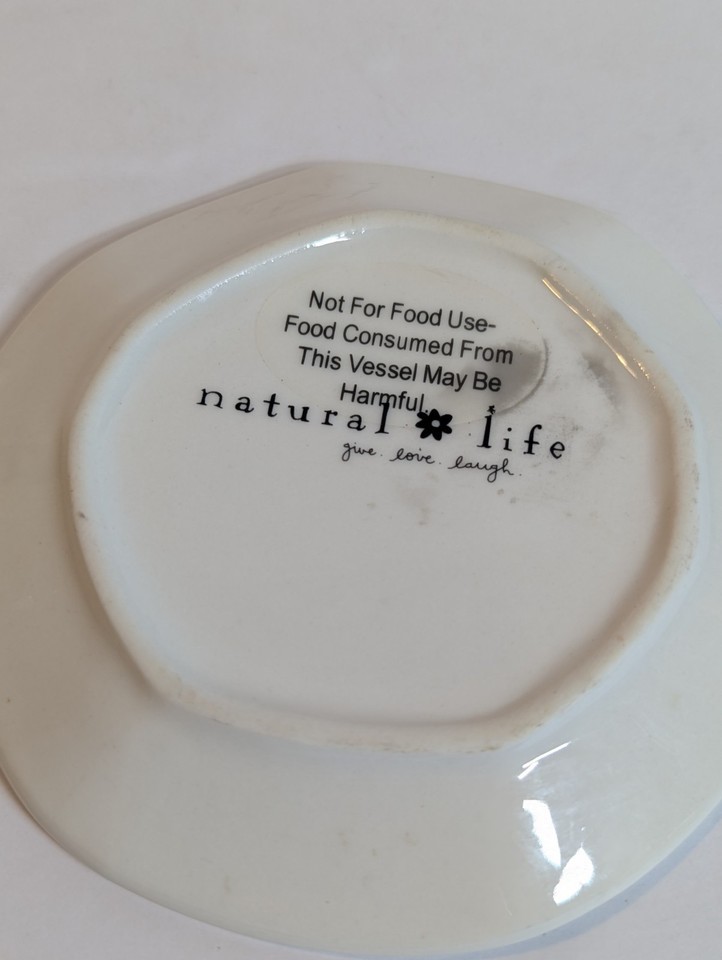 Not For Food Use-
Food Consumed From
This Vessel May Be
Harmful.
natural life
give. love. laugh.